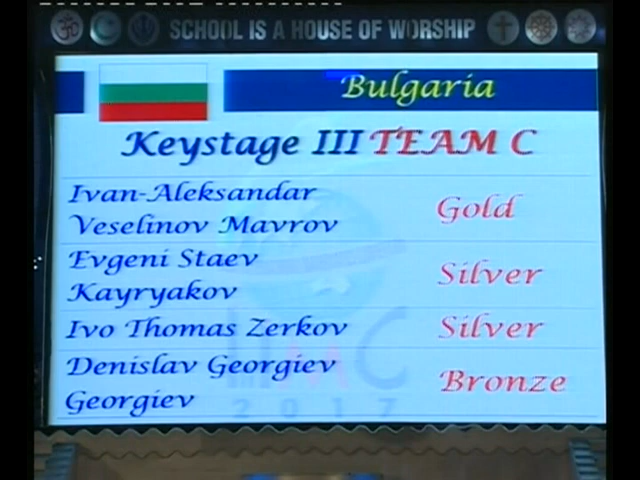 SCHOOL IS A HOUSE OF WORSHIP
Bulgaria
Keystage III TEAM C
Ivan-Aleksandar
Veselinov Mavrov
Gold
Evgeni Staev
Kayryakov
Silver
Ivo Thomas Zerkov
Silver
Denislav Georgiev
Georgiev
Bronze
IIMC
2017